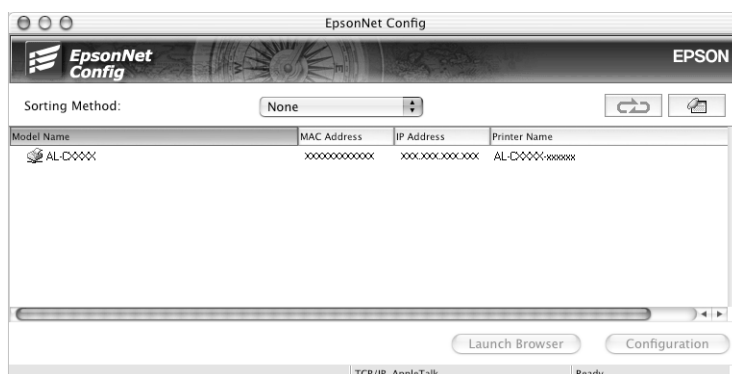 EpsonNet Config
EpsonNet
Config
EPSON
Sorting Method:
None
Model Name MAC Address IP Address Printer Name
AL-CXXXX XXXXXXXXXXXX XXX.XXX.XXX.XXX AL-CXXXX-xxxxxx
Launch Browser Configuration
TCP/IP, AppleTalk Ready